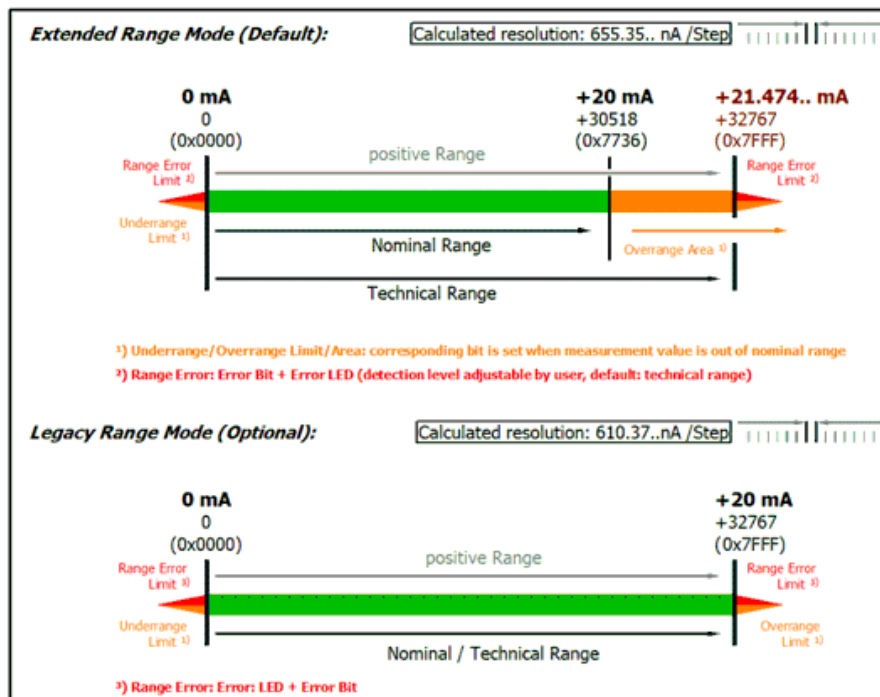 Extended Range Mode (Default):
Calculated resolution: 655.35.. nA /Step
0 mA
0
(0x0000)
+20 mA
+30518
(0x7736)
+21.474.. mA
+32767
(0x7FFF)
positive Range
Range Error
Limit ²⁾
Range Error
Limit ²⁾
Underrange
Limit ¹⁾
Nominal Range
Overrange Area ¹⁾
Technical Range
¹) Underrange/Overrange Limit/Area: corresponding bit is set when measurement value is out of nominal range
²) Range Error: Error Bit + Error LED (detection level adjustable by user, default: technical range)
Legacy Range Mode (Optional):
Calculated resolution: 610.37..nA /Step
0 mA
0
(0x0000)
+20 mA
+32767
(0x7FFF)
positive Range
Range Error
Limit ³⁾
Range Error
Limit ³⁾
Underrange
Limit ¹⁾
Overrange
Limit ¹⁾
Nominal / Technical Range
³) Range Error: Error: LED + Error Bit